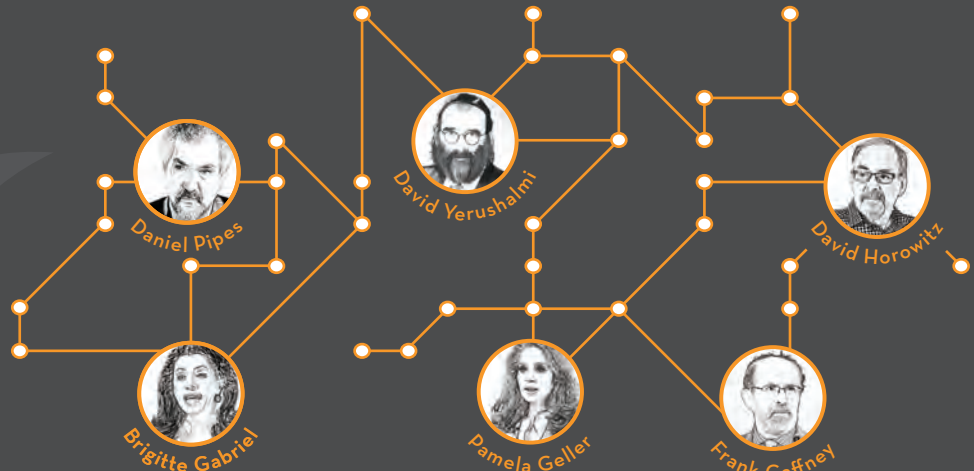 Daniel Pipes
David Yerushalmi
David Horowitz
Brigitte Gabriel
Pamela Geller
Frank Gaffney